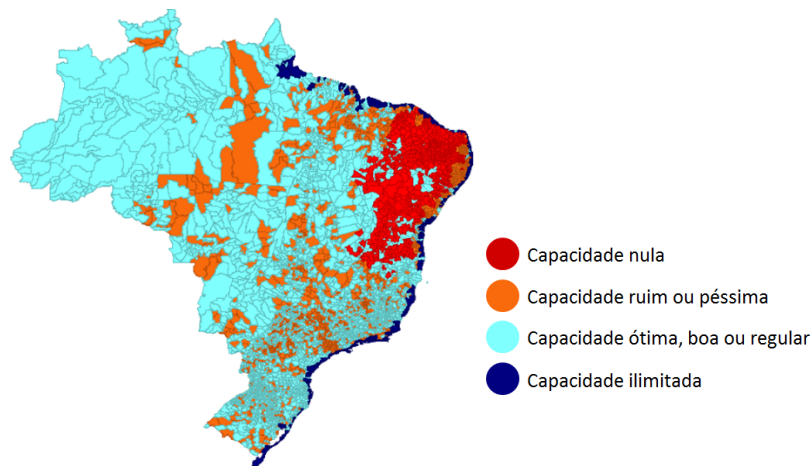 Capacidade nula
Capacidade ruim ou péssima
Capacidade ótima, boa ou regular
Capacidade ilimitada